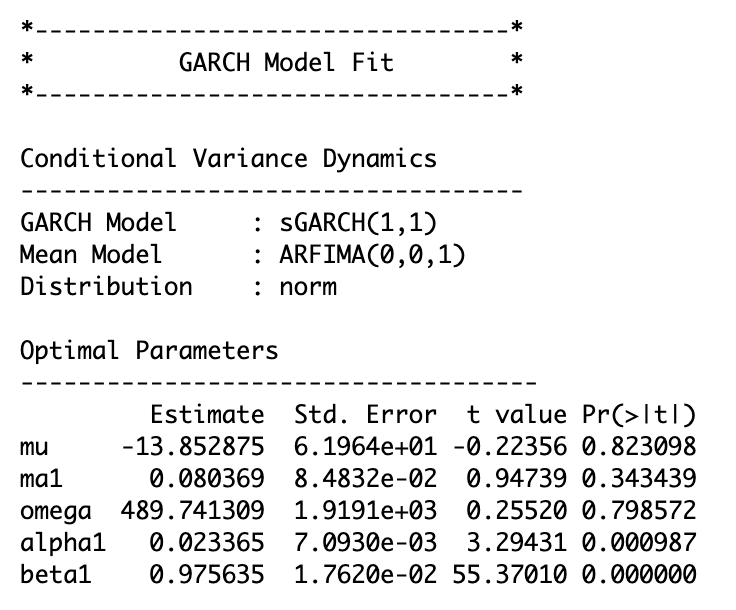 *---------------------------------*
*          GARCH Model Fit        *
*---------------------------------*
Conditional Variance Dynamics
-----------------------------------
GARCH Model     : sGARCH(1,1)
Mean Model      : ARFIMA(0,0,1)
Distribution    : norm
Optimal Parameters
------------------------------------
         Estimate  Std. Error  t value Pr(>|t|)
mu     -13.852875  6.1964e+01 -0.22356 0.823098
ma1      0.080369  8.4832e-02  0.94739 0.343439
omega  489.741309  1.9191e+03  0.25520 0.798572
alpha1   0.023365  7.0930e-03  3.29431 0.000987
beta1    0.975635  1.7620e-02 55.37010 0.000000